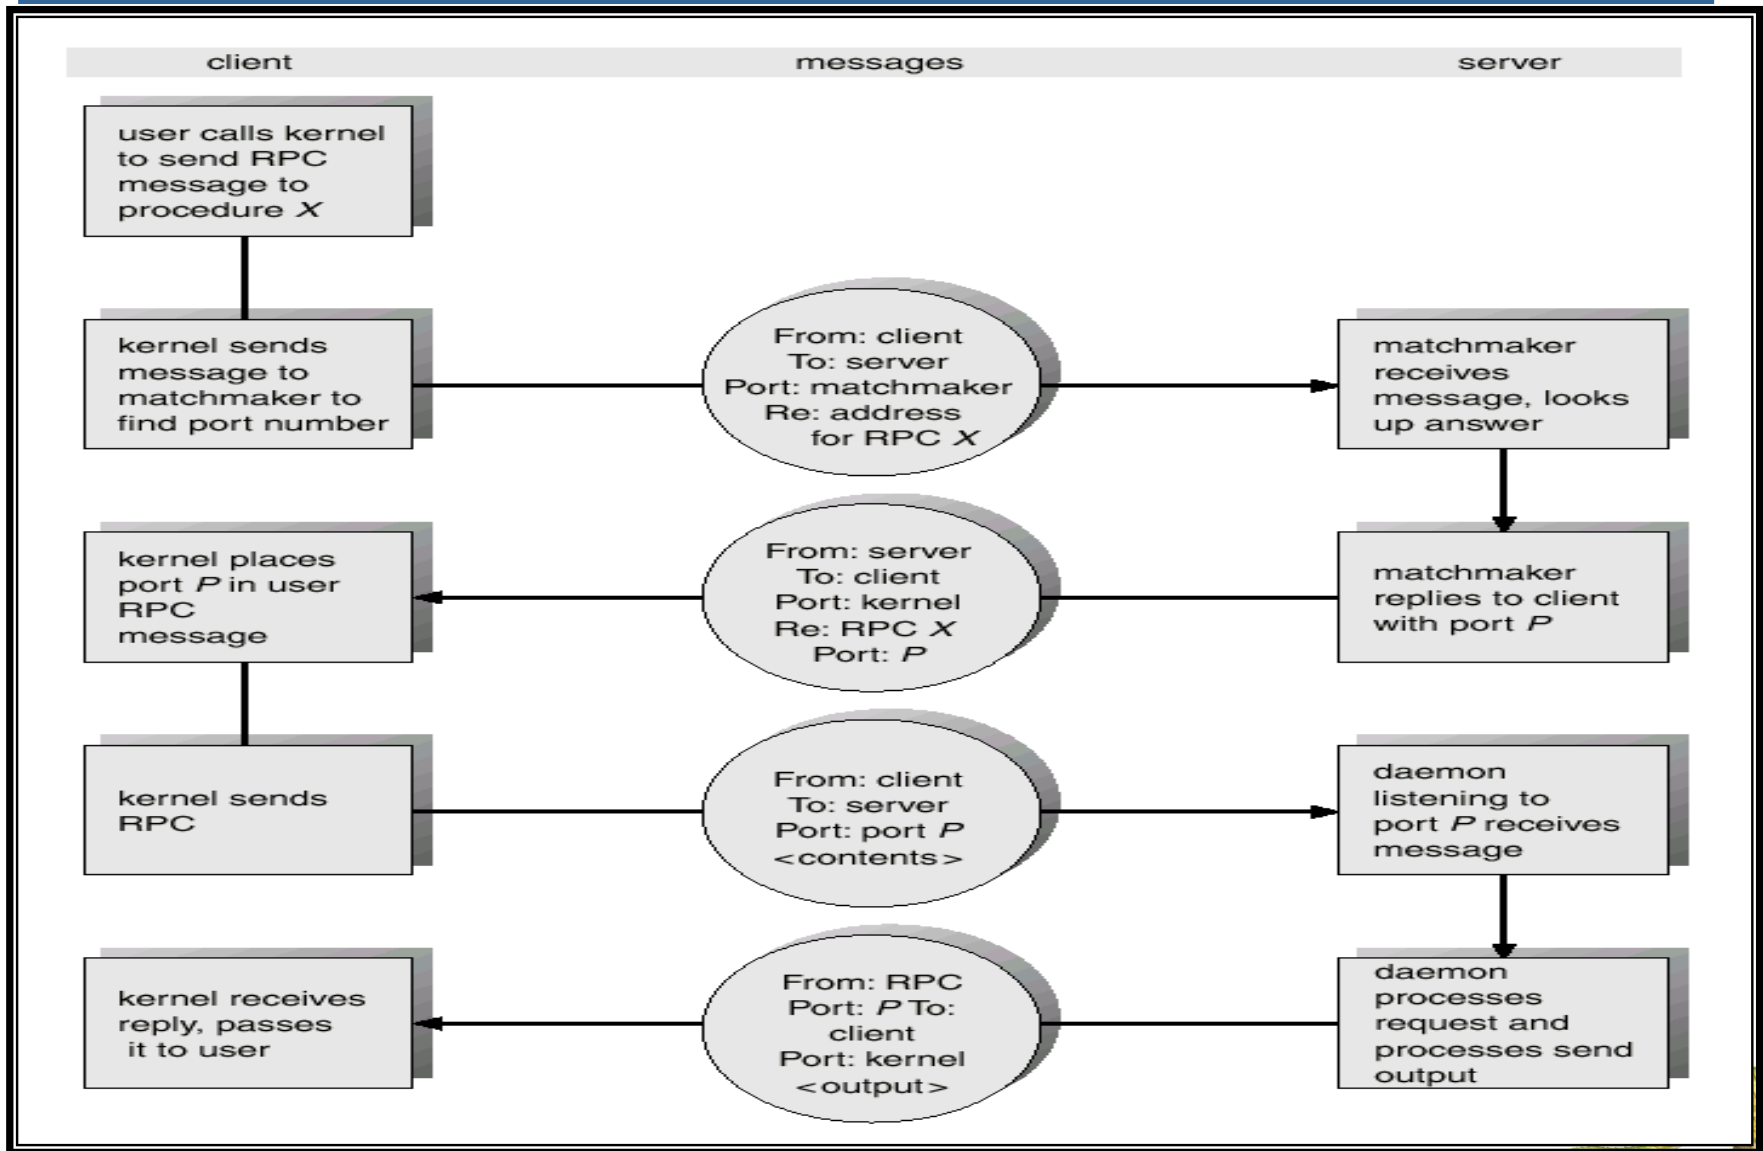 client
messages
server
user calls kernel
to send RPC
message to
procedure X
kernel sends
message to
matchmaker to
find port number
From: client
To: server
Port: matchmaker
Re: address
for RPC X
matchmaker
receives
message, looks
up answer
kernel places
port P in user
RPC
message
From: server
To: client
Port: kernel
Re: RPC X
Port: P
matchmaker
replies to client
with port P
kernel sends
RPC
From: client
To: server
Port: port P
<contents>
daemon
listening to
port P receives
message
kernel receives
reply, passes
it to user
From: RPC
Port: P To:
client
Port: kernel
<output>
daemon
processes
request and
processes send
output